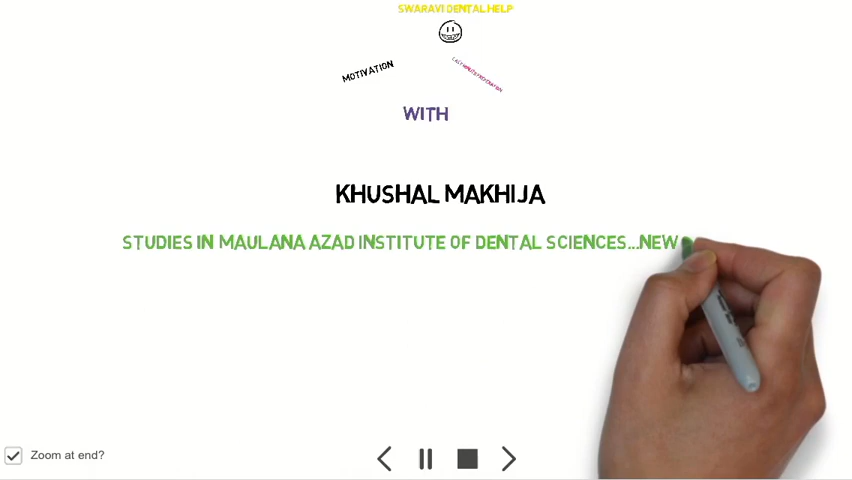 SWARAVI DENTAL HELP
MOTIVATION
WITH
KHUSHAL MAKHIJA
STUDIES IN MAULANA AZAD INSTITUTE OF DENTAL SCIENCES...NEW
Zoom at end?